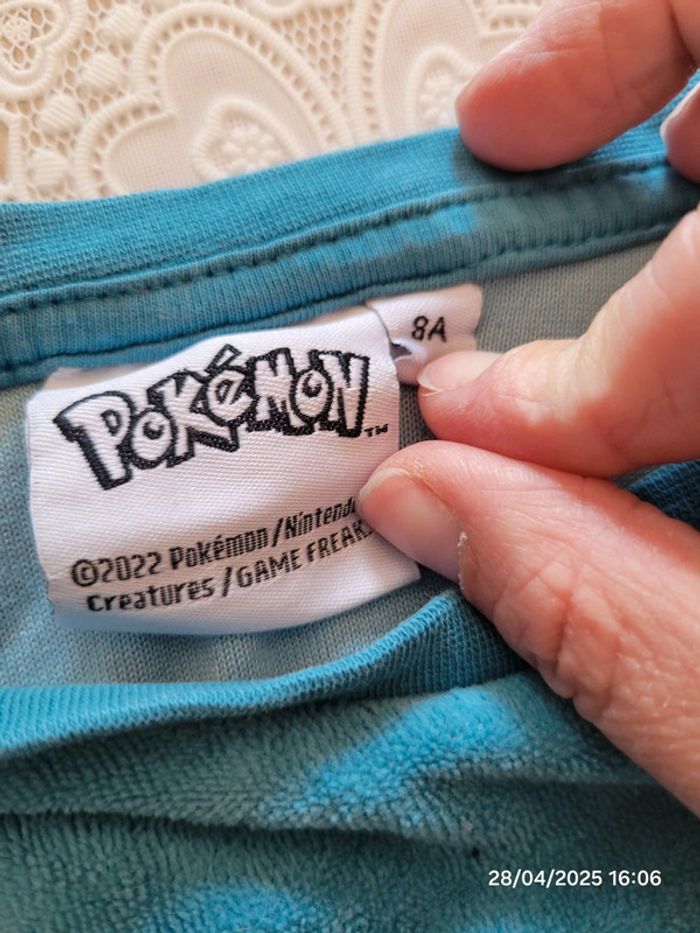 8A
POKÉMON™
©2022 Pokémon/Nintendo
Creatures/GAME FREAK
28/04/2025 16:06